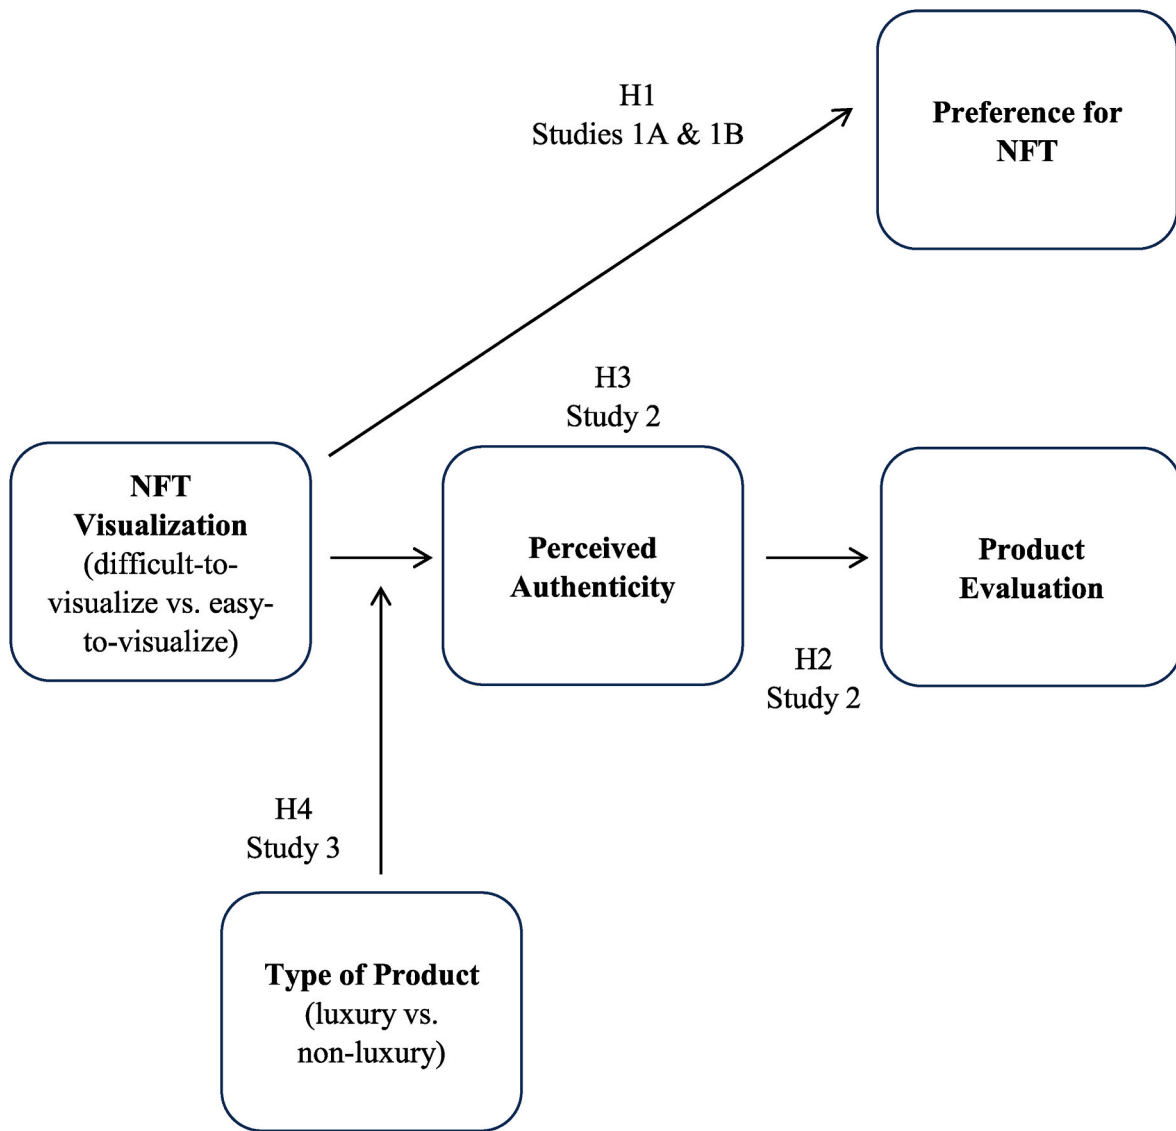 H1
Studies 1A & 1B
Preference for
NFT
H3
Study 2
NFT
Visualization
(difficult-to-
visualize vs. easy-
to-visualize)
Perceived
Authenticity
Product
Evaluation
H2
Study 2
H4
Study 3
Type of Product
(luxury vs.
non-luxury)